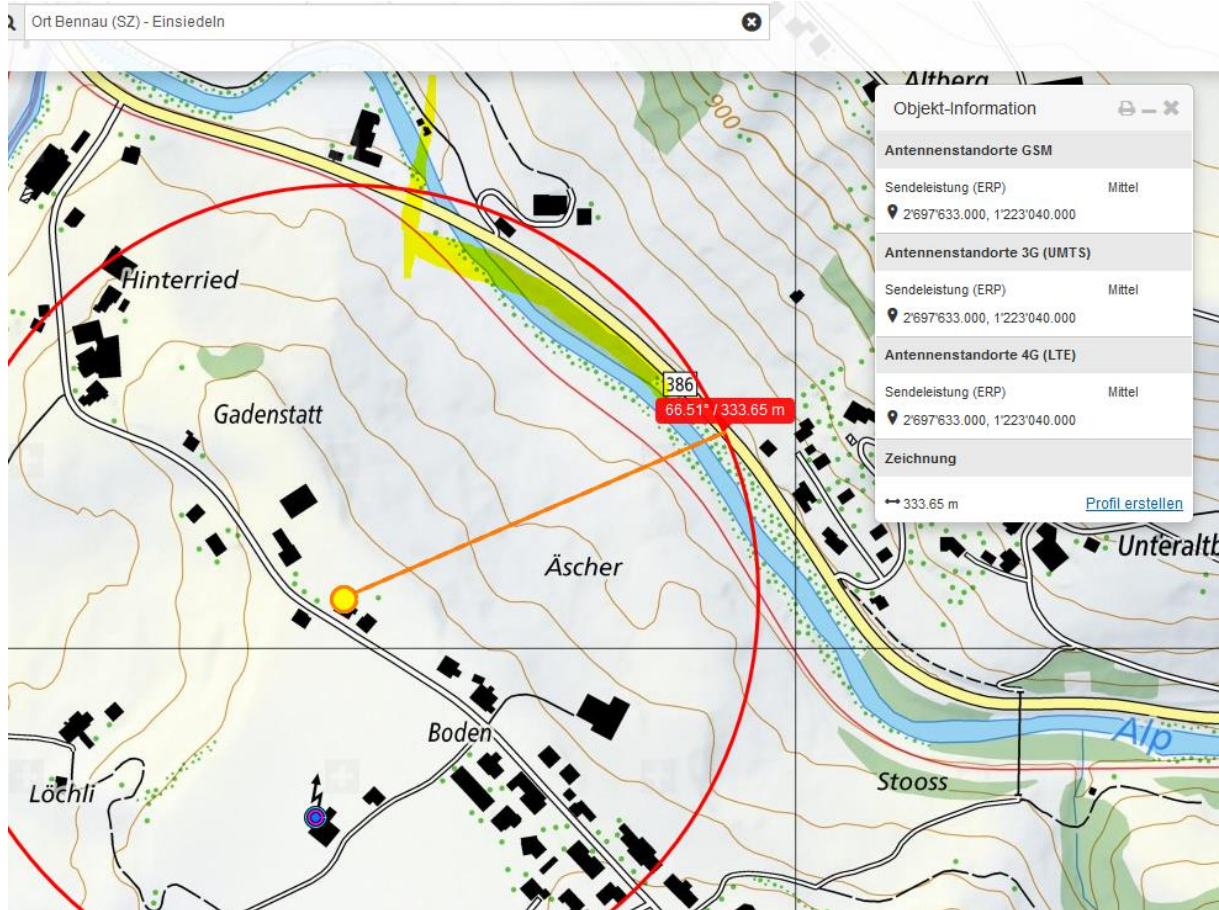 Ort Bennau (SZ) - Einsiedeln
Altberg
900
Objekt-Information
Antennenstandorte GSM
Sendeleistung (ERP) Mittel
2'697'633.000, 1'223'040.000
Antennenstandorte 3G (UMTS)
Sendeleistung (ERP) Mittel
2'697'633.000, 1'223'040.000
Antennenstandorte 4G (LTE)
Sendeleistung (ERP) Mittel
2'697'633.000, 1'223'040.000
Zeichnung
333.65 m Profil erstellen
Hinterried
386
66.51° / 333.65 m
Gadenstatt
Äscher
Unteraltb
Boden
Alp
Stooss
Löchli